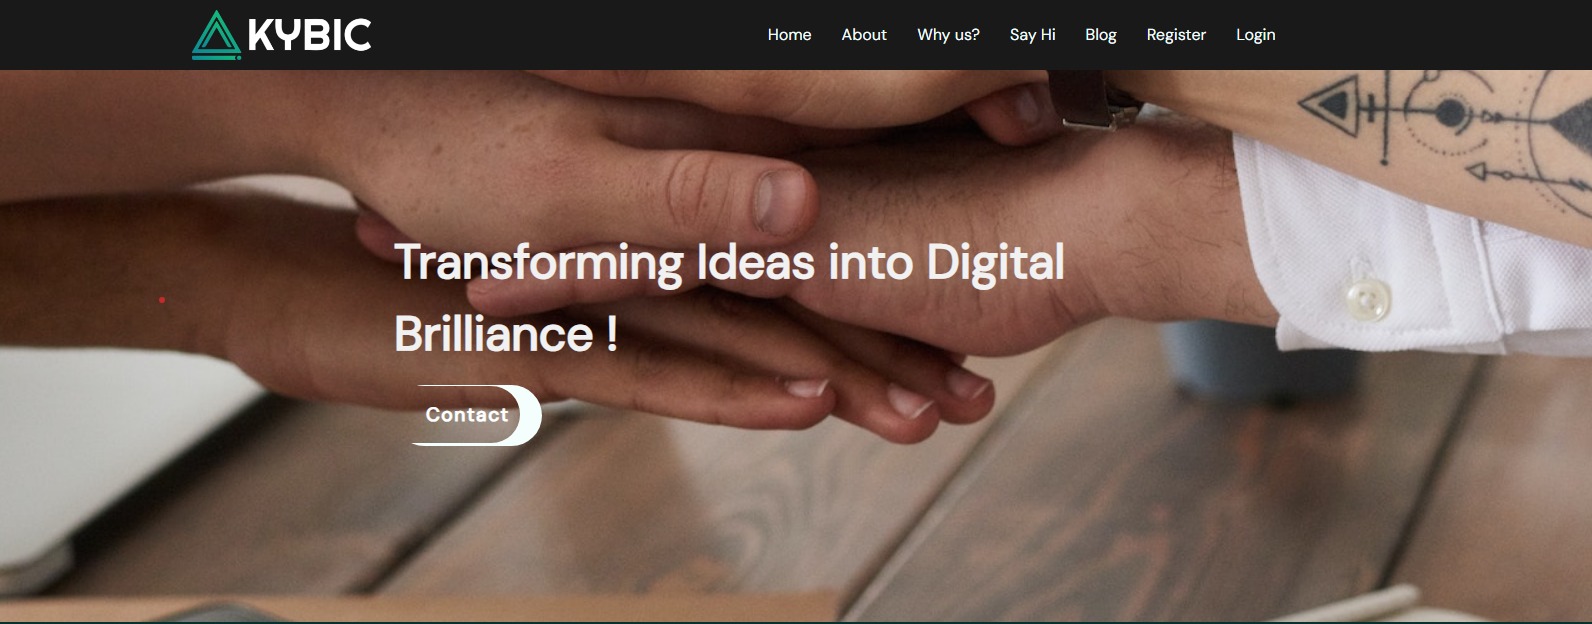 KYBIC
Home About Why us? Say Hi Blog Register Login
Transforming Ideas into Digital
Brilliance !
Contact